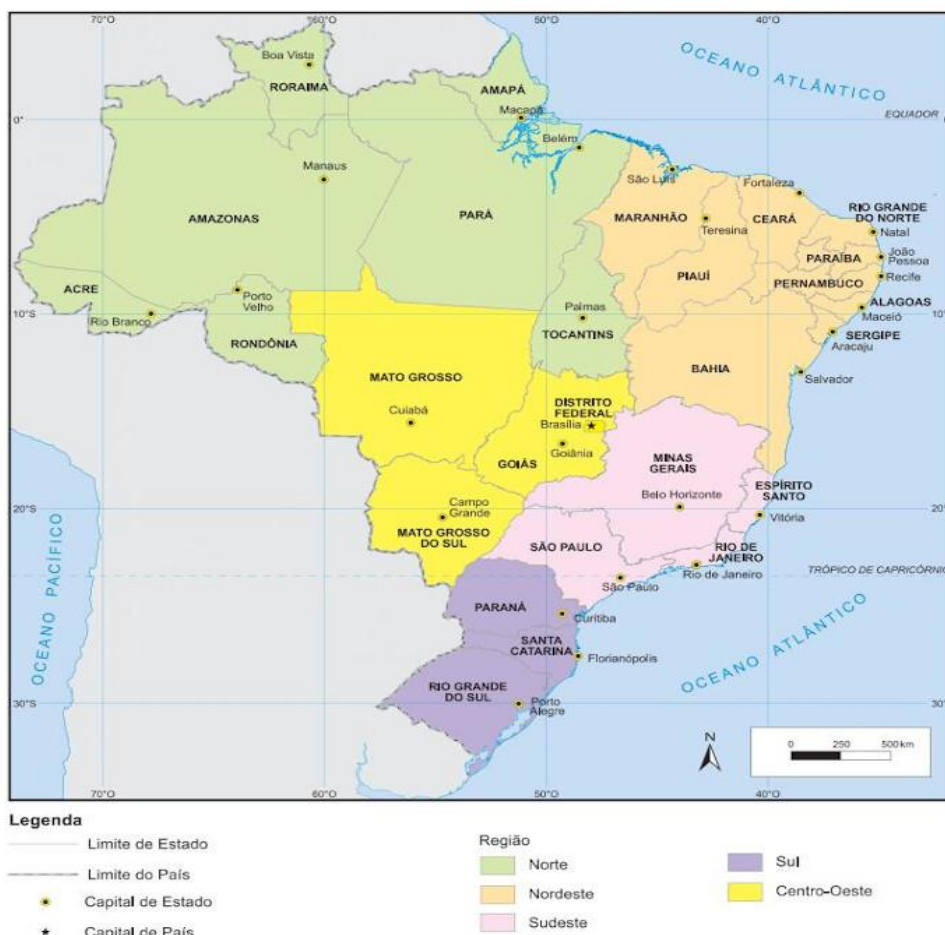 70°O
60°O
50°O
40°O
OCEANO ATLÂNTICO
Boa Vista
RORAIMA
AMAPÁ
Macapá
EQUADOR
0°
0°
Belém
Manaus
São Luís
Fortaleza
AMAZONAS
PARÁ
MARANHÃO
Teresina
CEARÁ
RIO GRANDE
DO NORTE
Natal
PARAÍBA
João
Pessoa
PIAUÍ
PERNAMBUCO
Recife
ACRE
Porto
Velho
Rio Branco
Palmas
ALAGOAS
Maceió
10°S
10°S
RONDÔNIA
TOCANTINS
SERGIPE
Aracaju
MATO GROSSO
BAHIA
Salvador
Cuiabá
DISTRITO
FEDERAL
Brasília
GOIÁS
Goiânia
MINAS
GERAIS
Belo Horizonte
ESPÍRITO
SANTO
Vitória
20°S
20°S
Campo
Grande
MATO GROSSO
DO SUL
SÃO PAULO
RIO DE
JANEIRO
Rio de Janeiro
São Paulo
TRÓPICO DE CAPRICÓRNIO
OCEANO PACÍFICO
PARANÁ
Curitiba
SANTA
CATARINA
Florianópolis
OCEANO ATLÂNTICO
RIO GRANDE
DO SUL
Porto
Alegre
30°S
30°S
N
0 250 500 km
70°O
60°O
50°O
40°O
Legenda
Limite de Estado
Limite do País
Capital de Estado
Capital de País
Região
Norte
Nordeste
Sudeste
Sul
Centro-Oeste